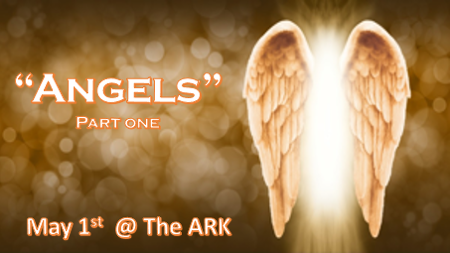 “Angels”
Part one
May 1st @ The ARK